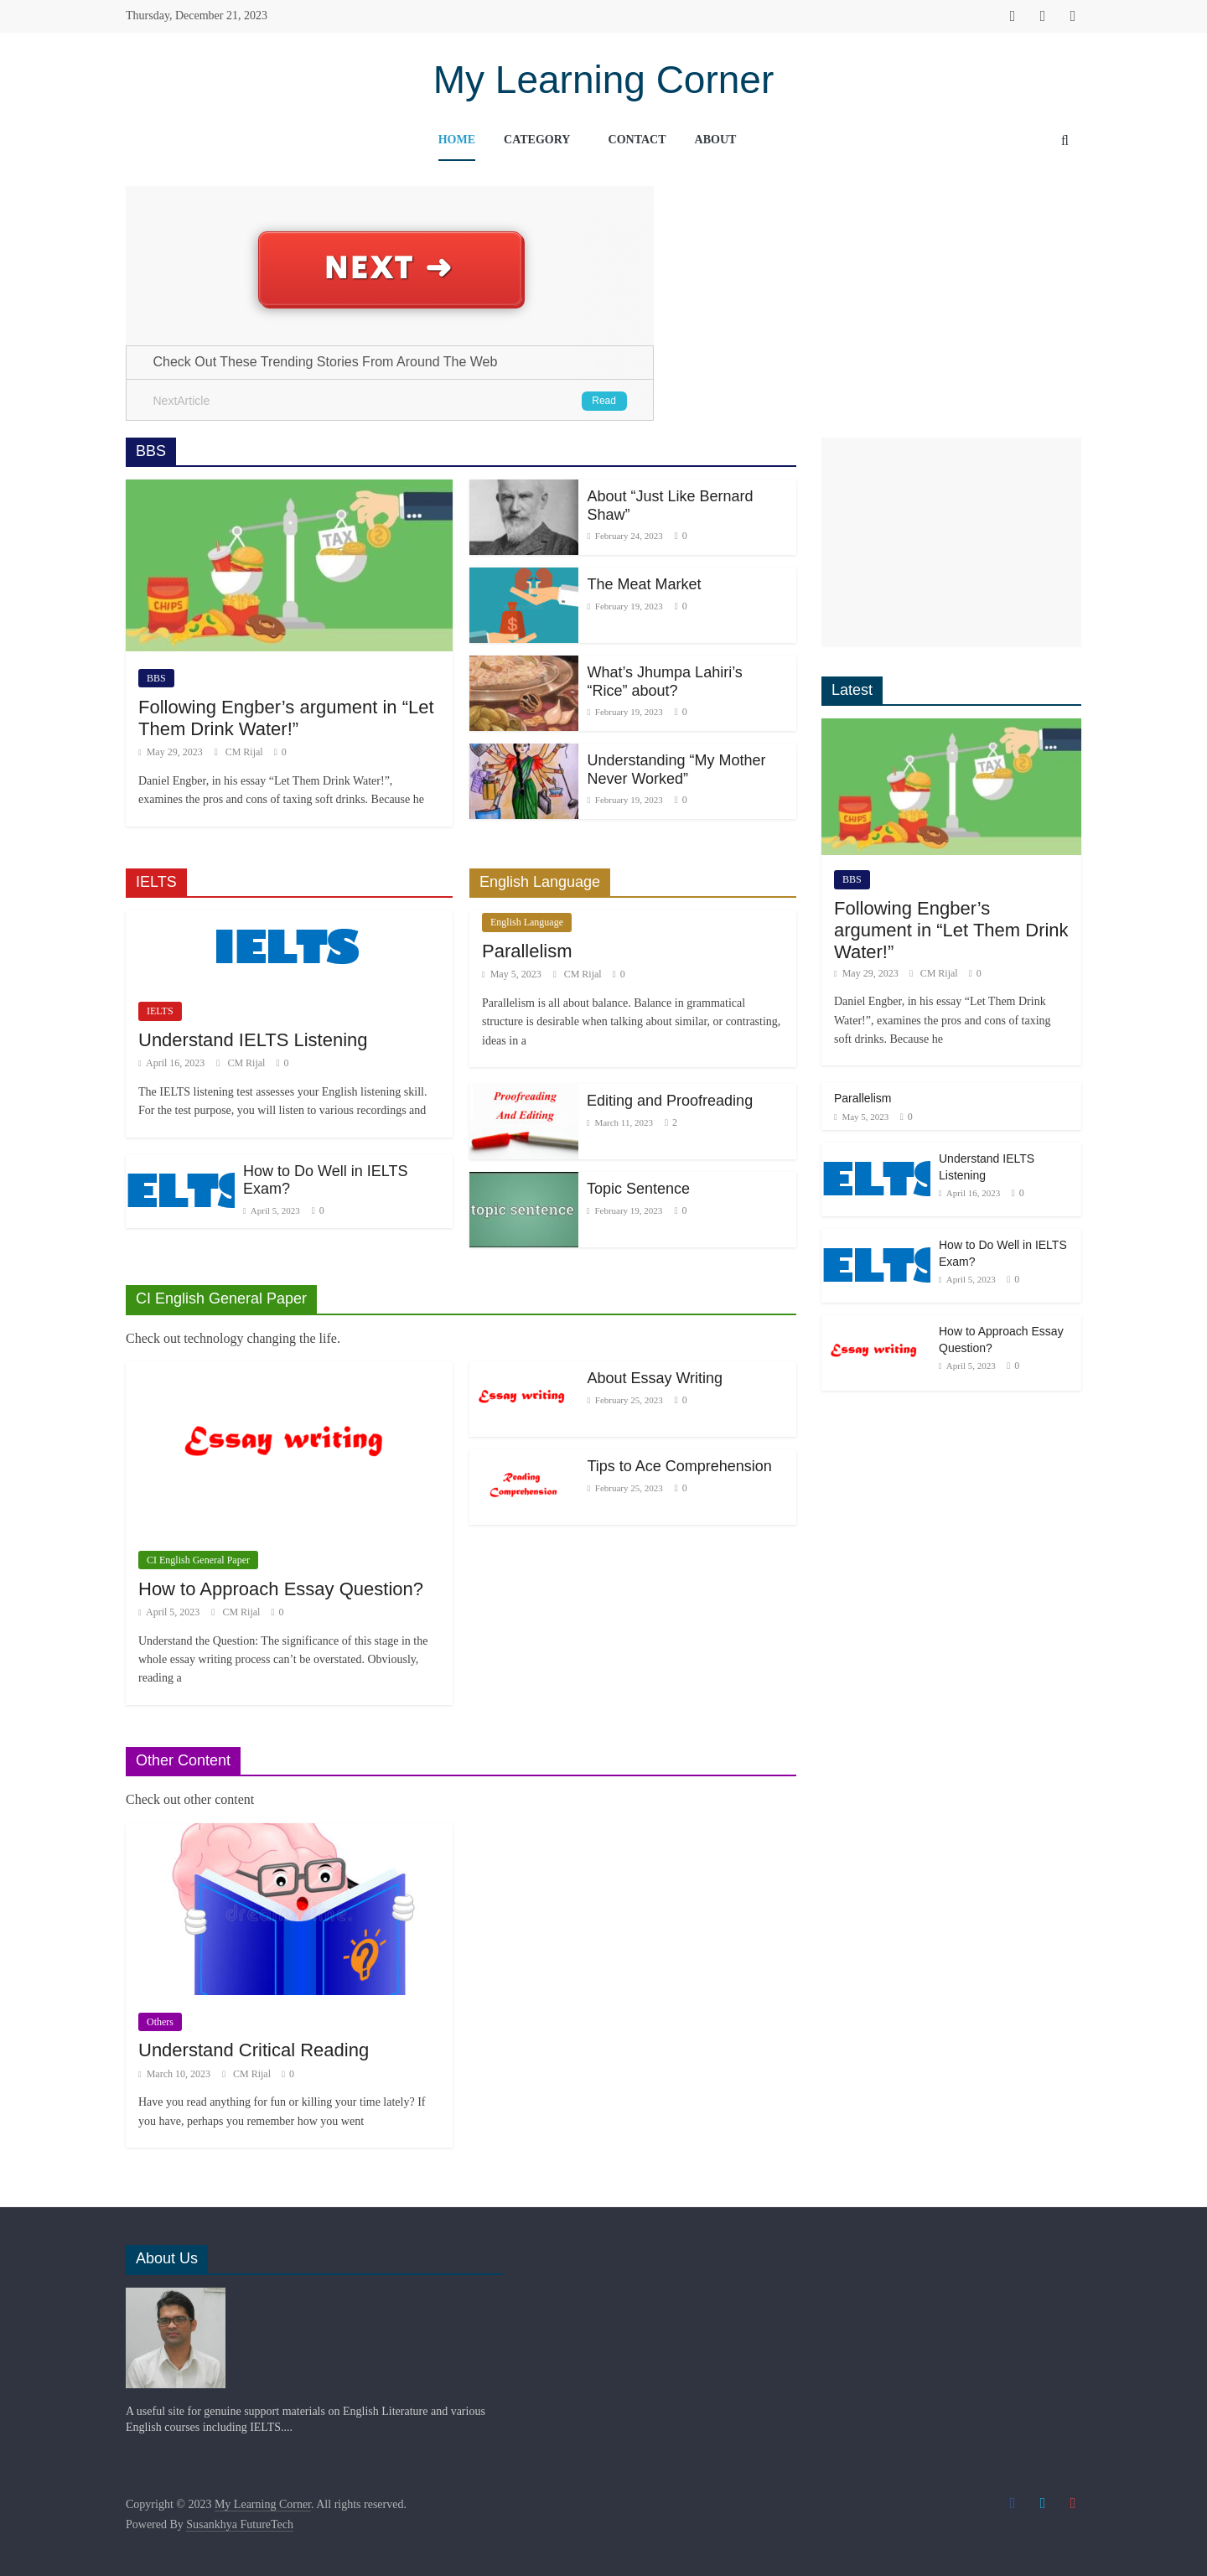 Thursday, December 21, 2023
My Learning Corner
HOME CATEGORY CONTACT ABOUT
NEXT ➜
Check Out These Trending Stories From Around The Web
NextArticle
Read
BBS
BBS
Following Engber’s argument in “Let
Them Drink Water!”
May 29, 2023 CM Rijal 0
Daniel Engber, in his essay “Let Them Drink Water!”,
examines the pros and cons of taxing soft drinks. Because he
TAX
CHIPS
About “Just Like Bernard
Shaw”
February 24, 2023 0
The Meat Market
February 19, 2023 0
What’s Jhumpa Lahiri’s
“Rice” about?
February 19, 2023 0
Understanding “My Mother
Never Worked”
February 19, 2023 0
IELTS
IELTS
IELTS
Understand IELTS Listening
April 16, 2023 CM Rijal 0
The IELTS listening test assesses your English listening skill.
For the test purpose, you will listen to various recordings and
ELTS
How to Do Well in IELTS
Exam?
April 5, 2023 0
English Language
English Language
Parallelism
May 5, 2023 CM Rijal 0
Parallelism is all about balance. Balance in grammatical
structure is desirable when talking about similar, or contrasting,
ideas in a
Proofreading
And Editing
Editing and Proofreading
March 11, 2023 2
topic sentence
Topic Sentence
February 19, 2023 0
CI English General Paper
Check out technology changing the life.
Essay writing
CI English General Paper
How to Approach Essay Question?
April 5, 2023 CM Rijal 0
Understand the Question: The significance of this stage in the
whole essay writing process can’t be overstated. Obviously,
reading a
Essay writing
About Essay Writing
February 25, 2023 0
Reading
Comprehension
Tips to Ace Comprehension
February 25, 2023 0
Other Content
Check out other content
Others
Understand Critical Reading
March 10, 2023 CM Rijal 0
Have you read anything for fun or killing your time lately? If
you have, perhaps you remember how you went
Latest
TAX
CHIPS
BBS
Following Engber’s
argument in “Let Them Drink
Water!”
May 29, 2023 CM Rijal 0
Daniel Engber, in his essay “Let Them Drink
Water!”, examines the pros and cons of taxing
soft drinks. Because he
Parallelism
May 5, 2023 0
ELTS
Understand IELTS
Listening
April 16, 2023 0
ELTS
How to Do Well in IELTS
Exam?
April 5, 2023 0
Essay writing
How to Approach Essay
Question?
April 5, 2023 0
About Us
A useful site for genuine support materials on English Literature and various
English courses including IELTS....
Copyright © 2023 My Learning Corner. All rights reserved.
Powered By Susankhya FutureTech